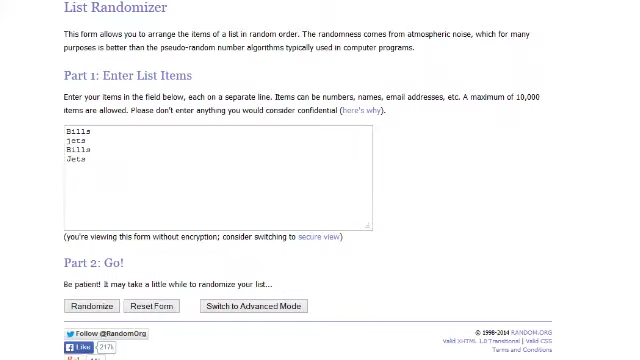 List Randomizer
This form allows you to arrange the items of a list in random order. The randomness comes from atmospheric noise, which for many
purposes is better than the pseudo-random number algorithms typically used in computer programs.
Part 1: Enter List Items
Enter your items in the field below, each on a separate line. Items can be numbers, names, email addresses, etc. A maximum of 10,000
items are allowed. Please don't enter anything you would consider confidential (here's why).
Bills
jets
Bills
Jets
(you're viewing this form without encryption; consider switching to secure view)
Part 2: Go!
Be patient! It may take a little while to randomize your list...
Randomize Reset Form Switch to Advanced Mode
Follow @RandomOrg
Like 217k
© 1998-2014 RANDOM.ORG
Valid XHTML 1.0 Transitional | Valid CSS
Terms and Conditions